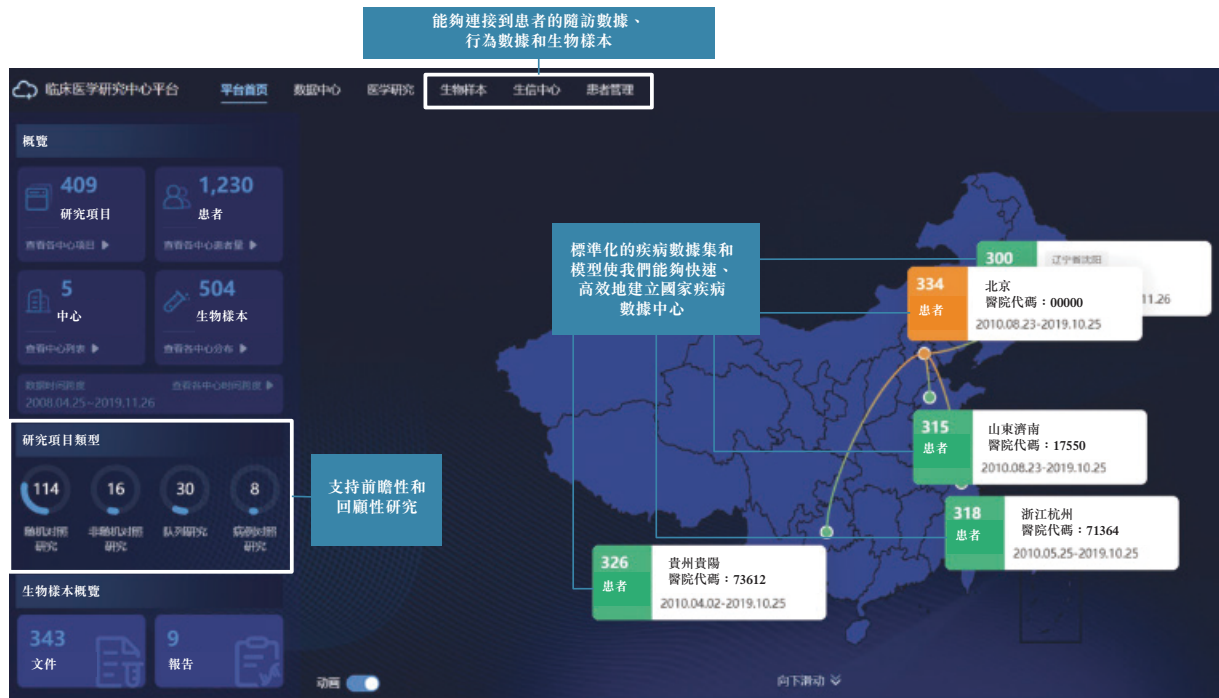 能夠連接到患者的隨訪數據、
行為數據和生物樣本
临床医学研究中心平台
平台首页
数据中心
医学研究
生物样本
生信中心
患者管理
概覽
409
研究項目
查看各中心项目
1,230
患者
查看各中心患者量
5
中心
查看中心列表
504
生物樣本
查看各中心分布
数据时间跨度
查看各中心时间跨度
2008.04.25~2019.11.26
研究項目類型
114
随机对照
研究
16
非随机对照
研究
30
队列研究
8
病例对照
研究
支持前瞻性和
回顧性研究
生物樣本概覽
343
文件
9
報告
标准化的疾病數據集和
模型使我們能夠快速、
高效地建立國家疾病
數據中心
300
辽宁省沈阳
11.26
334
患者
北京
醫院代碼：00000
2010.08.23-2019.10.25
315
患者
山東濟南
醫院代碼：17550
2010.08.23-2019.10.25
318
患者
浙江杭州
醫院代碼：71364
2010.05.25-2019.10.25
326
患者
貴州貴陽
醫院代碼：73612
2010.04.02-2019.10.25
动画
向下滑动